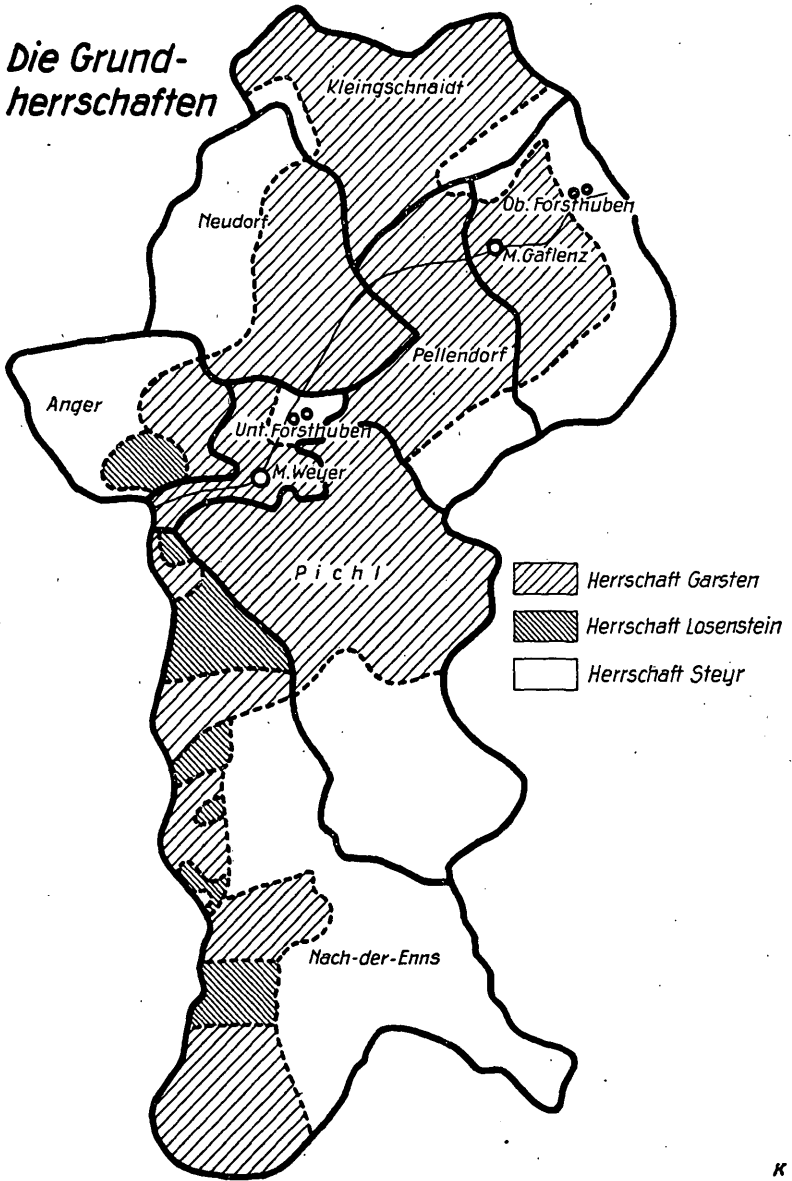 Die Grund-
herrschaften
Kleingschnaidt
Neudorf
Ob. Forsthuben
M. Gaflenz
Pellendorf
Anger
Unt. Forsthuben
M. Weyer
Pichl
Herrschaft Garsten
Herrschaft Losenstein
Herrschaft Steyr
Nach-der-Enns
K